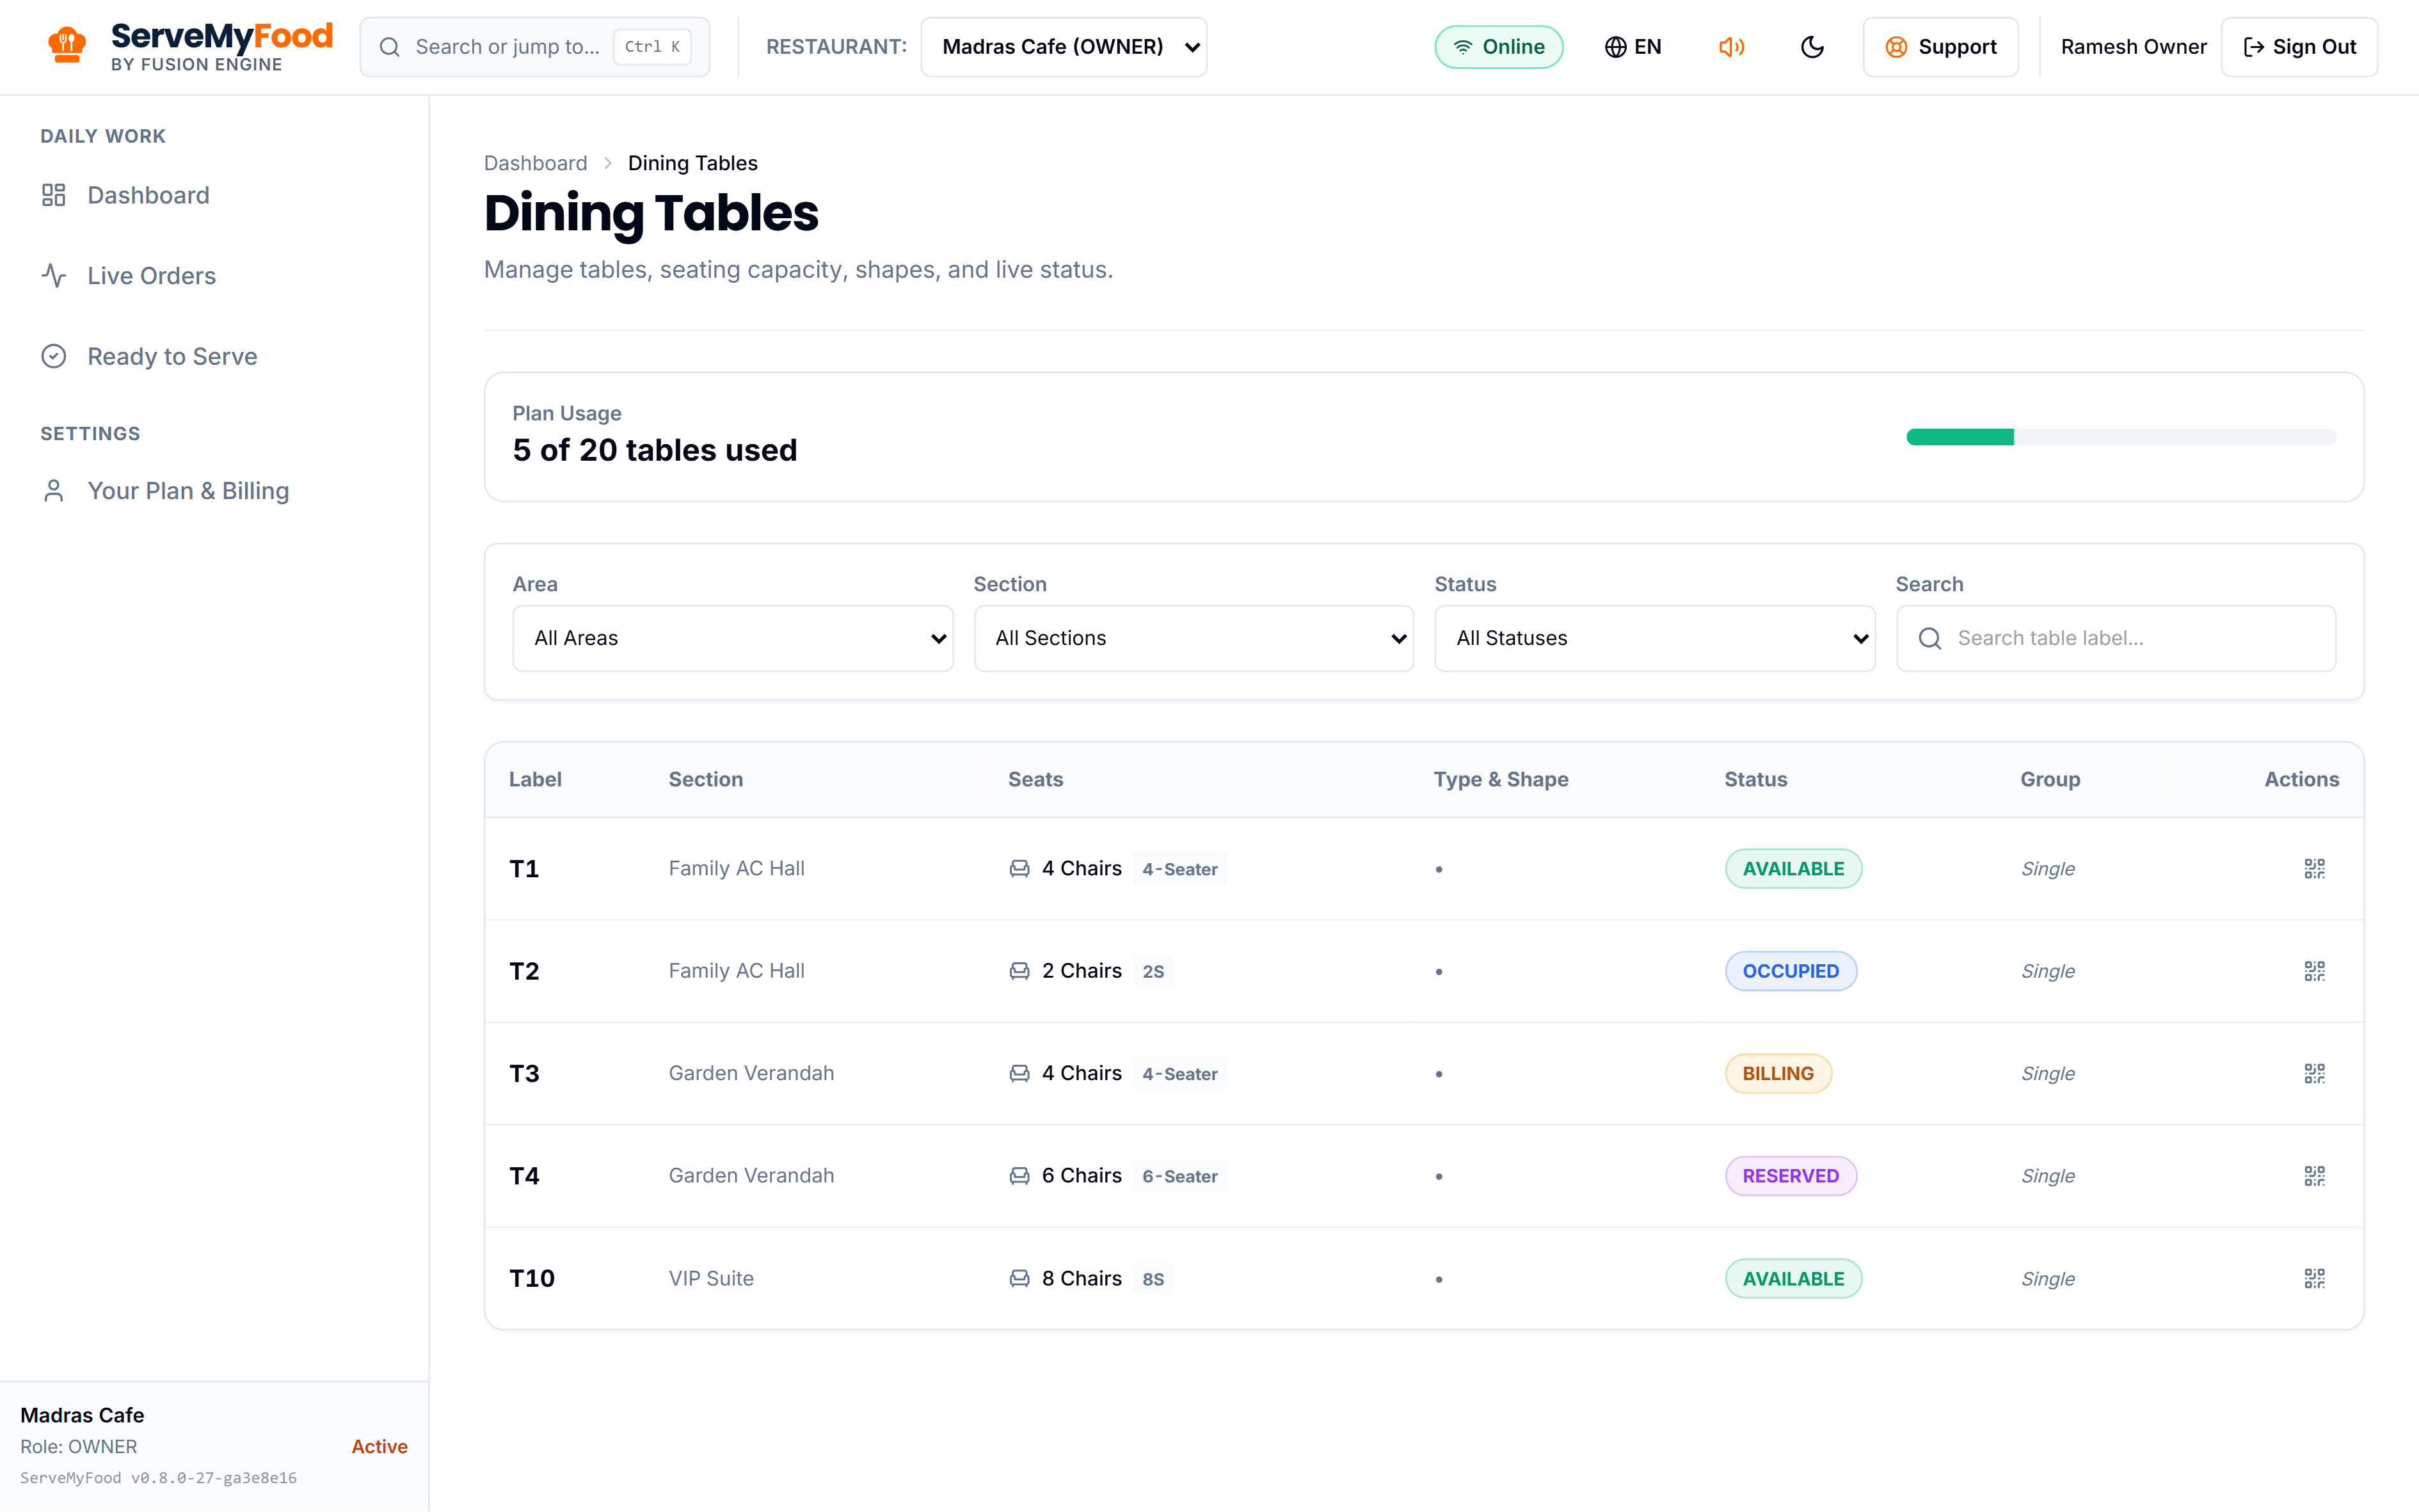 ServeMyFood
BY FUSION ENGINE
Search or jump to... Ctrl K
RESTAURANT: Madras Cafe (OWNER)
Online
EN
Support
Ramesh Owner
Sign Out
DAILY WORK
Dashboard
Live Orders
Ready to Serve
SETTINGS
Your Plan & Billing
Dashboard > Dining Tables
Dining Tables
Manage tables, seating capacity, shapes, and live status.
Plan Usage
5 of 20 tables used
Area Section Status Search
All Areas All Sections All Statuses Search table label...
Label Section Seats Type & Shape Status Group Actions
T1 Family AC Hall 4 Chairs 4-Seater • AVAILABLE Single
T2 Family AC Hall 2 Chairs 2S • OCCUPIED Single
T3 Garden Verandah 4 Chairs 4-Seater • BILLING Single
T4 Garden Verandah 6 Chairs 6-Seater • RESERVED Single
T10 VIP Suite 8 Chairs 8S • AVAILABLE Single
Madras Cafe
Role: OWNER Active
ServeMyFood v0.8.0-27-ga3e8e16